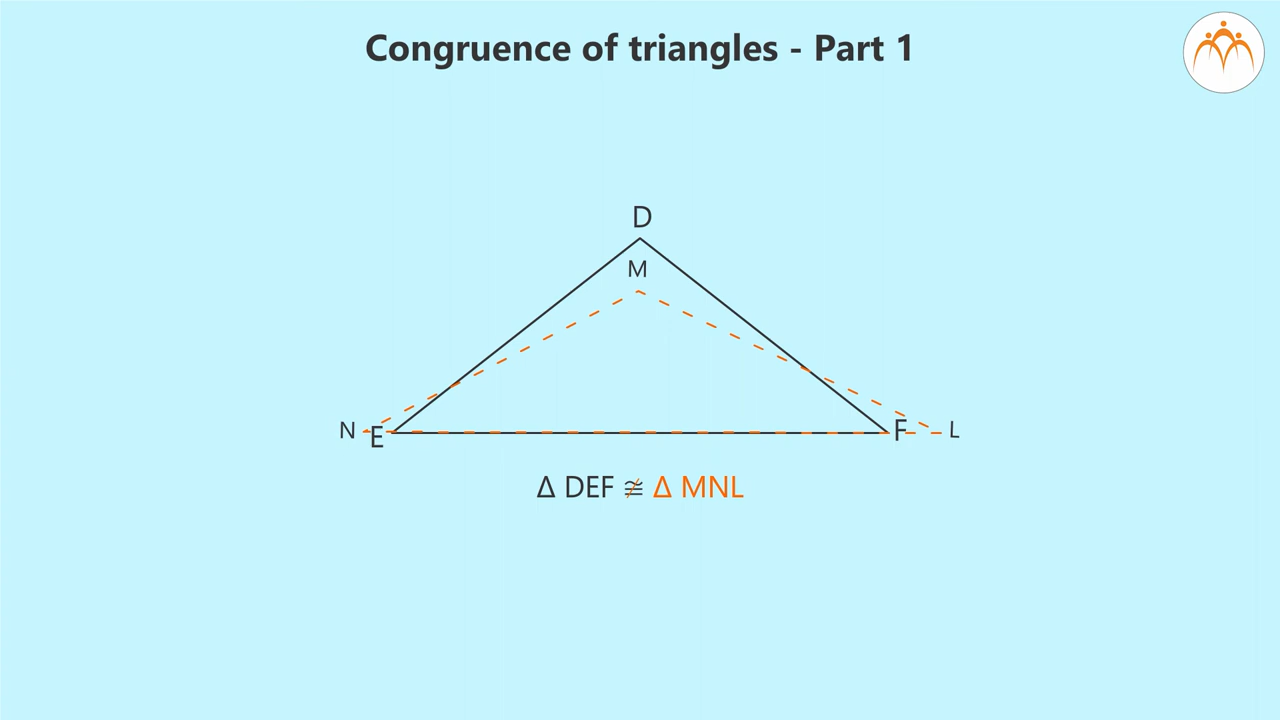 Congruence of triangles - Part 1
D
M
N E F L
Δ DEF ≇ Δ MNL